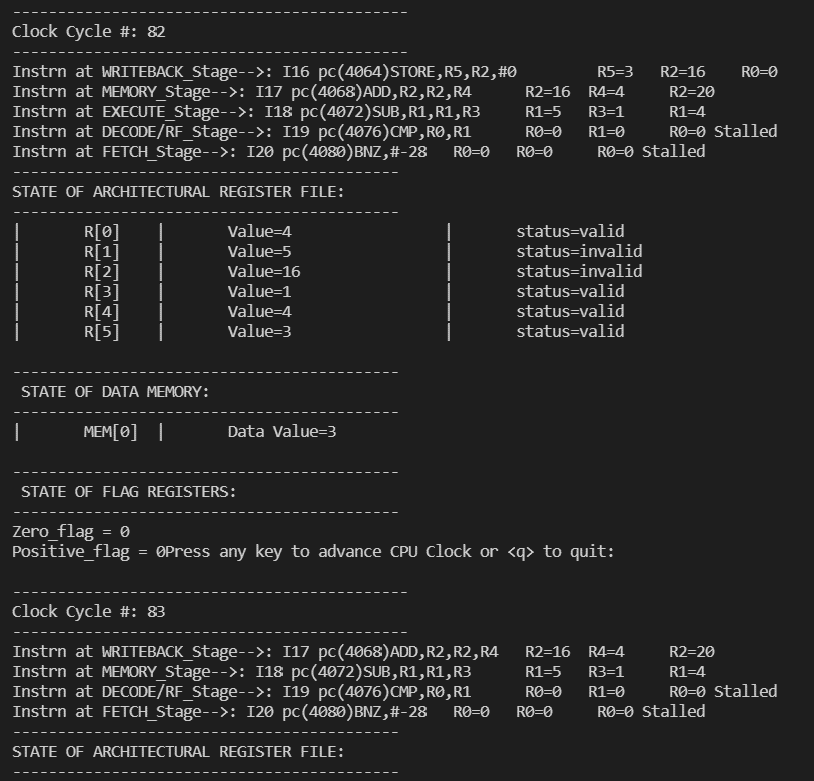 --------------------------------------------
Clock Cycle #: 82
--------------------------------------------
Instrn at WRITEBACK_Stage-->: I16 pc(4064)STORE,R5,R2,#0         R5=3   R2=16    R0=0
Instrn at MEMORY_Stage-->: I17 pc(4068)ADD,R2,R2,R4      R2=16  R4=4     R2=20
Instrn at EXECUTE_Stage-->: I18 pc(4072)SUB,R1,R1,R3     R1=5   R3=1     R1=4
Instrn at DECODE/RF_Stage-->: I19 pc(4076)CMP,R0,R1      R0=0   R1=0     R0=0 Stalled
Instrn at FETCH_Stage-->: I20 pc(4080)BNZ,#-28   R0=0   R0=0     R0=0 Stalled
-------------------------------------------
STATE OF ARCHITECTURAL REGISTER FILE:
-------------------------------------------
|       R[0]    |       Value=4                 |       status=valid
|       R[1]    |       Value=5                 |       status=invalid
|       R[2]    |       Value=16                |       status=invalid
|       R[3]    |       Value=1                 |       status=valid
|       R[4]    |       Value=4                 |       status=valid
|       R[5]    |       Value=3                 |       status=valid
-------------------------------------------
 STATE OF DATA MEMORY:
-------------------------------------------
|       MEM[0]  |       Data Value=3
-------------------------------------------
 STATE OF FLAG REGISTERS:
-------------------------------------------
Zero_flag = 0
Positive_flag = 0Press any key to advance CPU Clock or <q> to quit:
--------------------------------------------
Clock Cycle #: 83
--------------------------------------------
Instrn at WRITEBACK_Stage-->: I17 pc(4068)ADD,R2,R2,R4   R2=16  R4=4     R2=20
Instrn at MEMORY_Stage-->: I18 pc(4072)SUB,R1,R1,R3      R1=5   R3=1     R1=4
Instrn at DECODE/RF_Stage-->: I19 pc(4076)CMP,R0,R1      R0=0   R1=0     R0=0 Stalled
Instrn at FETCH_Stage-->: I20 pc(4080)BNZ,#-28   R0=0   R0=0     R0=0 Stalled
-------------------------------------------
STATE OF ARCHITECTURAL REGISTER FILE:
-------------------------------------------